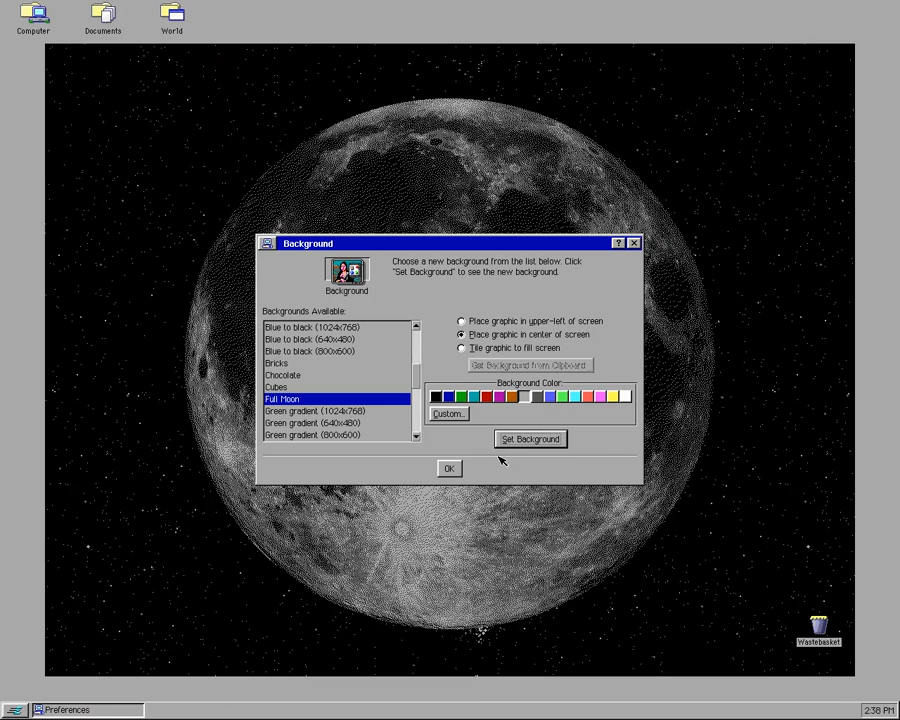 Computer
Documents
World
Background
?
Choose a new background from the list below. Click
"Set Background" to see the new background.
Background
Backgrounds Available:
Blue to black (1024x768)
Blue to black (640x480)
Blue to black (800x600)
Bricks
Chocolate
Cubes
Full Moon
Green gradient (1024x768)
Green gradient (640x480)
Green gradient (800x600)
Place graphic in upper-left of screen
Place graphic in center of screen
Tile graphic to fill screen
Get Background from Clipboard
Background Color:
Custom...
Set Background
OK
Wastebasket
Preferences
2:38 PM